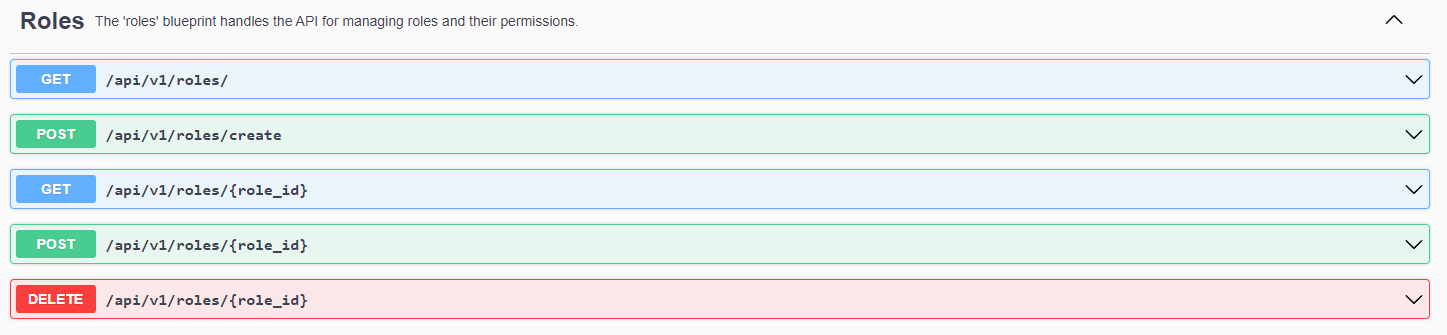 Roles The 'roles' blueprint handles the API for managing roles and their permissions.
GET /api/v1/roles/
POST /api/v1/roles/create
GET /api/v1/roles/{role_id}
POST /api/v1/roles/{role_id}
DELETE /api/v1/roles/{role_id}